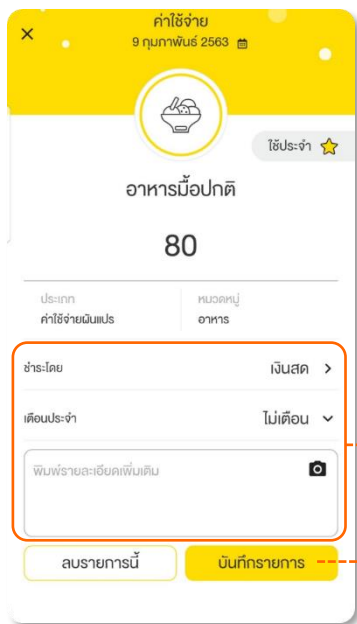 ค่าใช้จ่าย
9 กุมภาพันธ์ 2563
ใช้ประจำ
อาหารมื้อปกติ
80
ประเภท หมวดหมู่
ค่าใช้จ่ายผันแปร อาหาร
ชำระโดย เงินสด
เตือนประจำ ไม่เตือน
พิมพ์รายละเอียดเพิ่มเติม
ลบรายการนี้ บันทึกรายการ